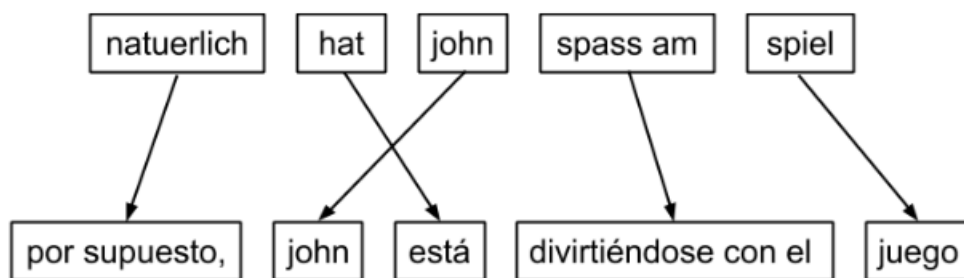 natuerlich hat john spass am spiel
por supuesto, john está divirtiéndose con el juego